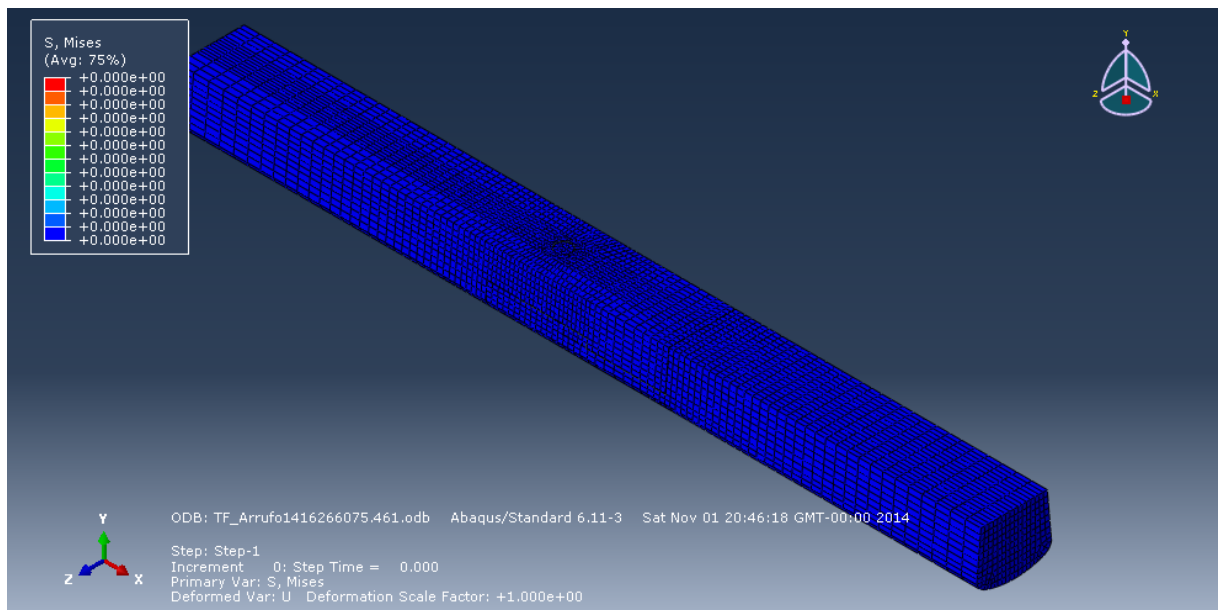 S, Mises
(Avg: 75%)
+0.000e+00
+0.000e+00
+0.000e+00
+0.000e+00
+0.000e+00
+0.000e+00
+0.000e+00
+0.000e+00
+0.000e+00
+0.000e+00
+0.000e+00
+0.000e+00
+0.000e+00
Y
Z X
Y
Z X
ODB: TF_Arrufo1416266075.461.odb Abaqus/Standard 6.11-3 Sat Nov 01 20:46:18 GMT-00:00 2014
Step: Step-1
Increment 0: Step Time = 0.000
Primary Var: S, Mises
Deformed Var: U Deformation Scale Factor: +1.000e+00